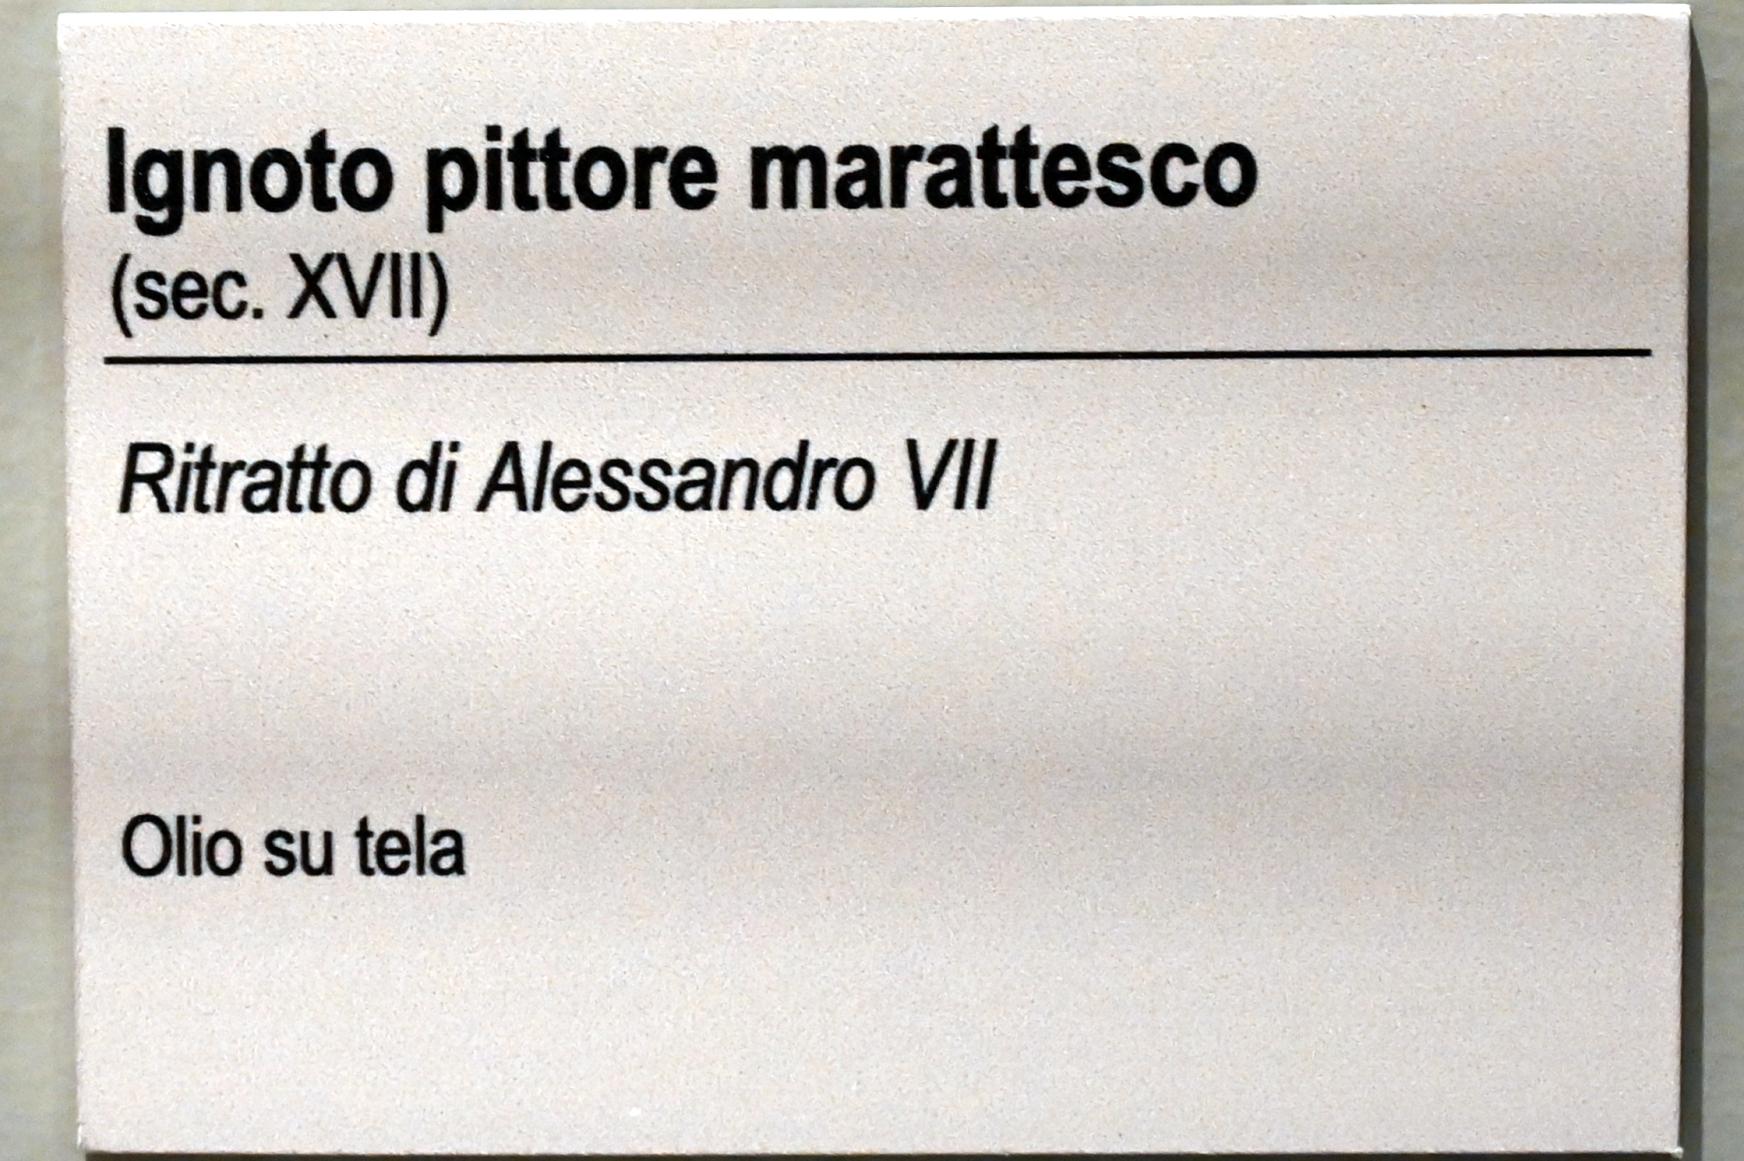 Ignoto pittore marattesco
(sec. XVII)
Ritratto di Alessandro VII
Olio su tela